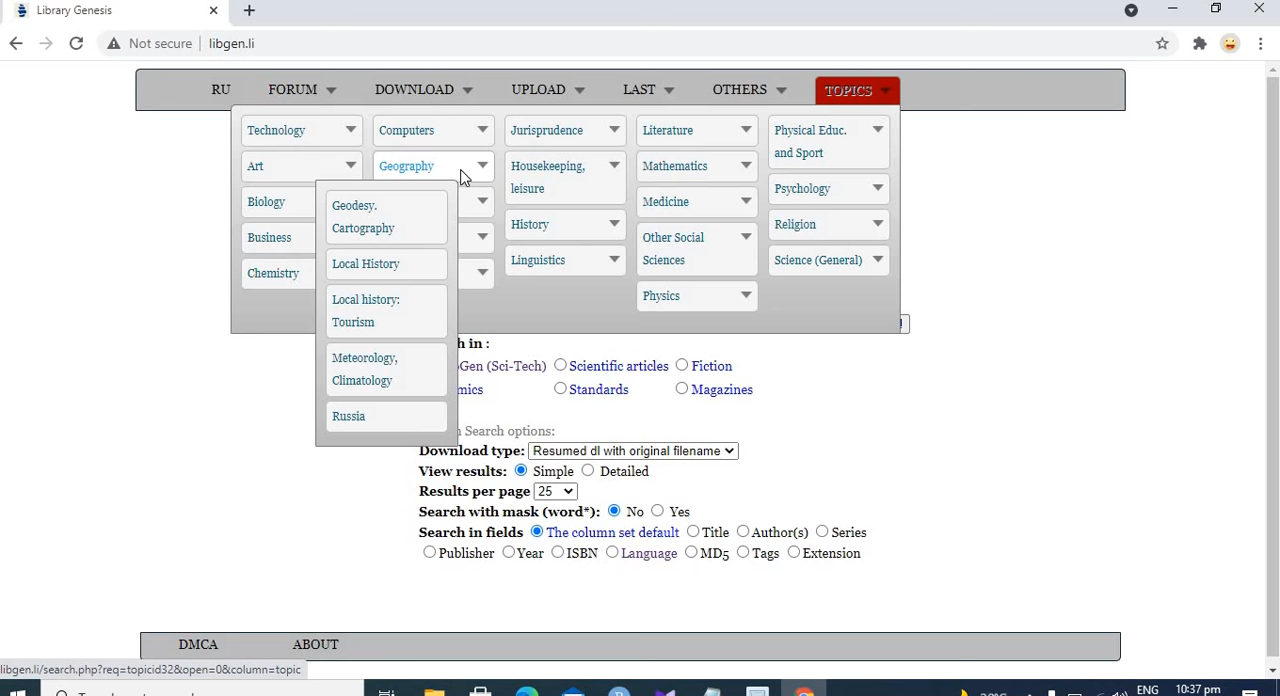 Library Genesis
Not secure
libgen.li
RU FORUM DOWNLOAD UPLOAD LAST OTHERS TOPICS
Technology
Computers
Jurisprudence
Literature
Physical Educ.
and Sport
Art
Geography
Housekeeping,
leisure
Mathematics
Psychology
Biology
Medicine
History
Religion
Business
Other Social
Sciences
Linguistics
Science (General)
Chemistry
Physics
Geodesy.
Cartography
Local History
Local history:
Tourism
Meteorology,
Climatology
Russia
h in :
Gen (Sci-Tech) Scientific articles Fiction
mics Standards Magazines
Search options:
Download type: Resumed dl with original filename
View results: Simple Detailed
Results per page 25
Search with mask (word*): No Yes
Search in fields The column set default Title Author(s) Series
Publisher Year ISBN Language MD5 Tags Extension
DMCA ABOUT
libgen.li/search.php?req=topicid32&open=0&column=topic
ENG
10:37 pm